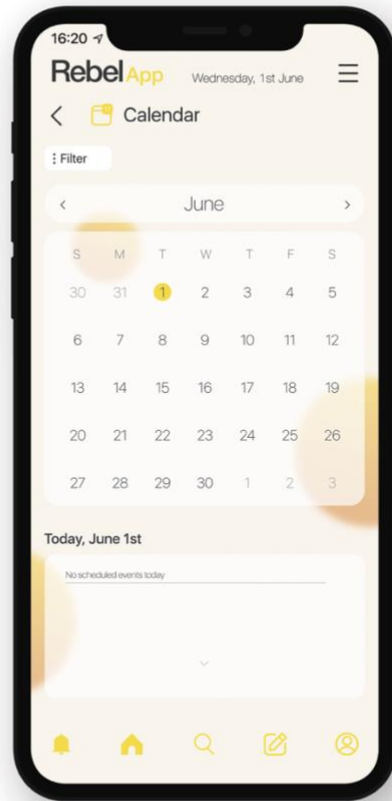 16:20
RebelApp Wednesday, 1st June
Calendar
Filter
June
S M T W T F S
30 31 1 2 3 4 5
6 7 8 9 10 11 12
13 14 15 16 17 18 19
20 21 22 23 24 25 26
27 28 29 30 1 2 3
Today, June 1st
No scheduled events today